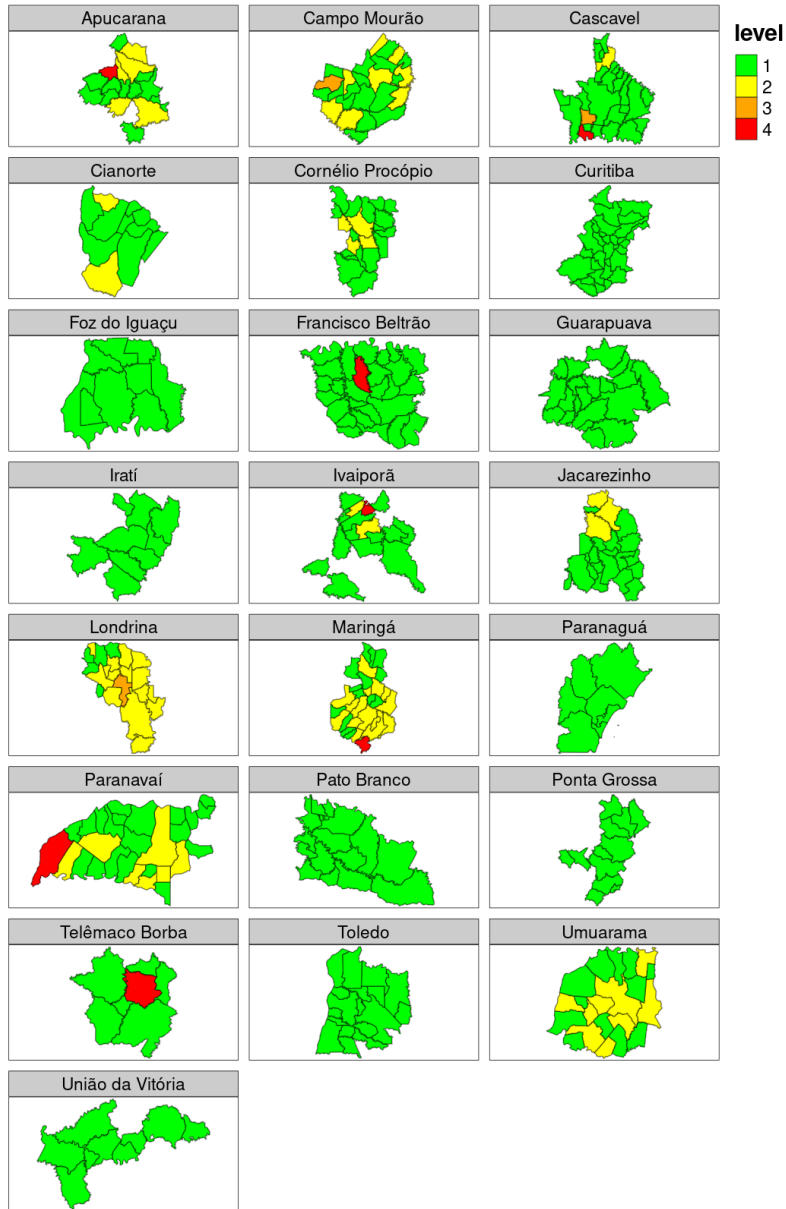 Apucarana
Campo Mourão
Cascavel
level
1
2
3
4
Cianorte
Cornélio Procópio
Curitiba
Foz do Iguaçu
Francisco Beltrão
Guarapuava
Iratí
Ivaiporã
Jacarezinho
Londrina
Maringá
Paranaguá
Paranavaí
Pato Branco
Ponta Grossa
Telêmaco Borba
Toledo
Umuarama
União da Vitória